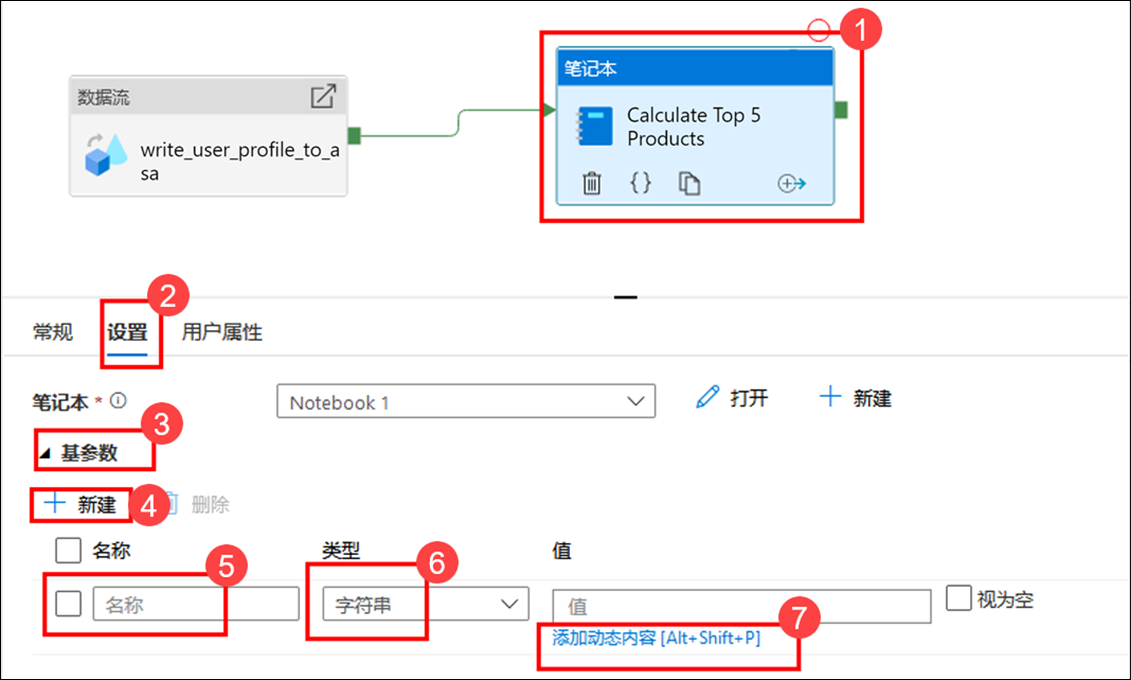 1
笔记本
数据流
Calculate Top 5
Products
write_user_profile_to_a
sa
{}
2
常规 设置 用户属性
笔记本 * Notebook 1 打开 新建
3
基参数
新建 4 删除
名称 类型 值
5 6
名称 字符串 值 视为空
7
添加动态内容 [Alt+Shift+P]